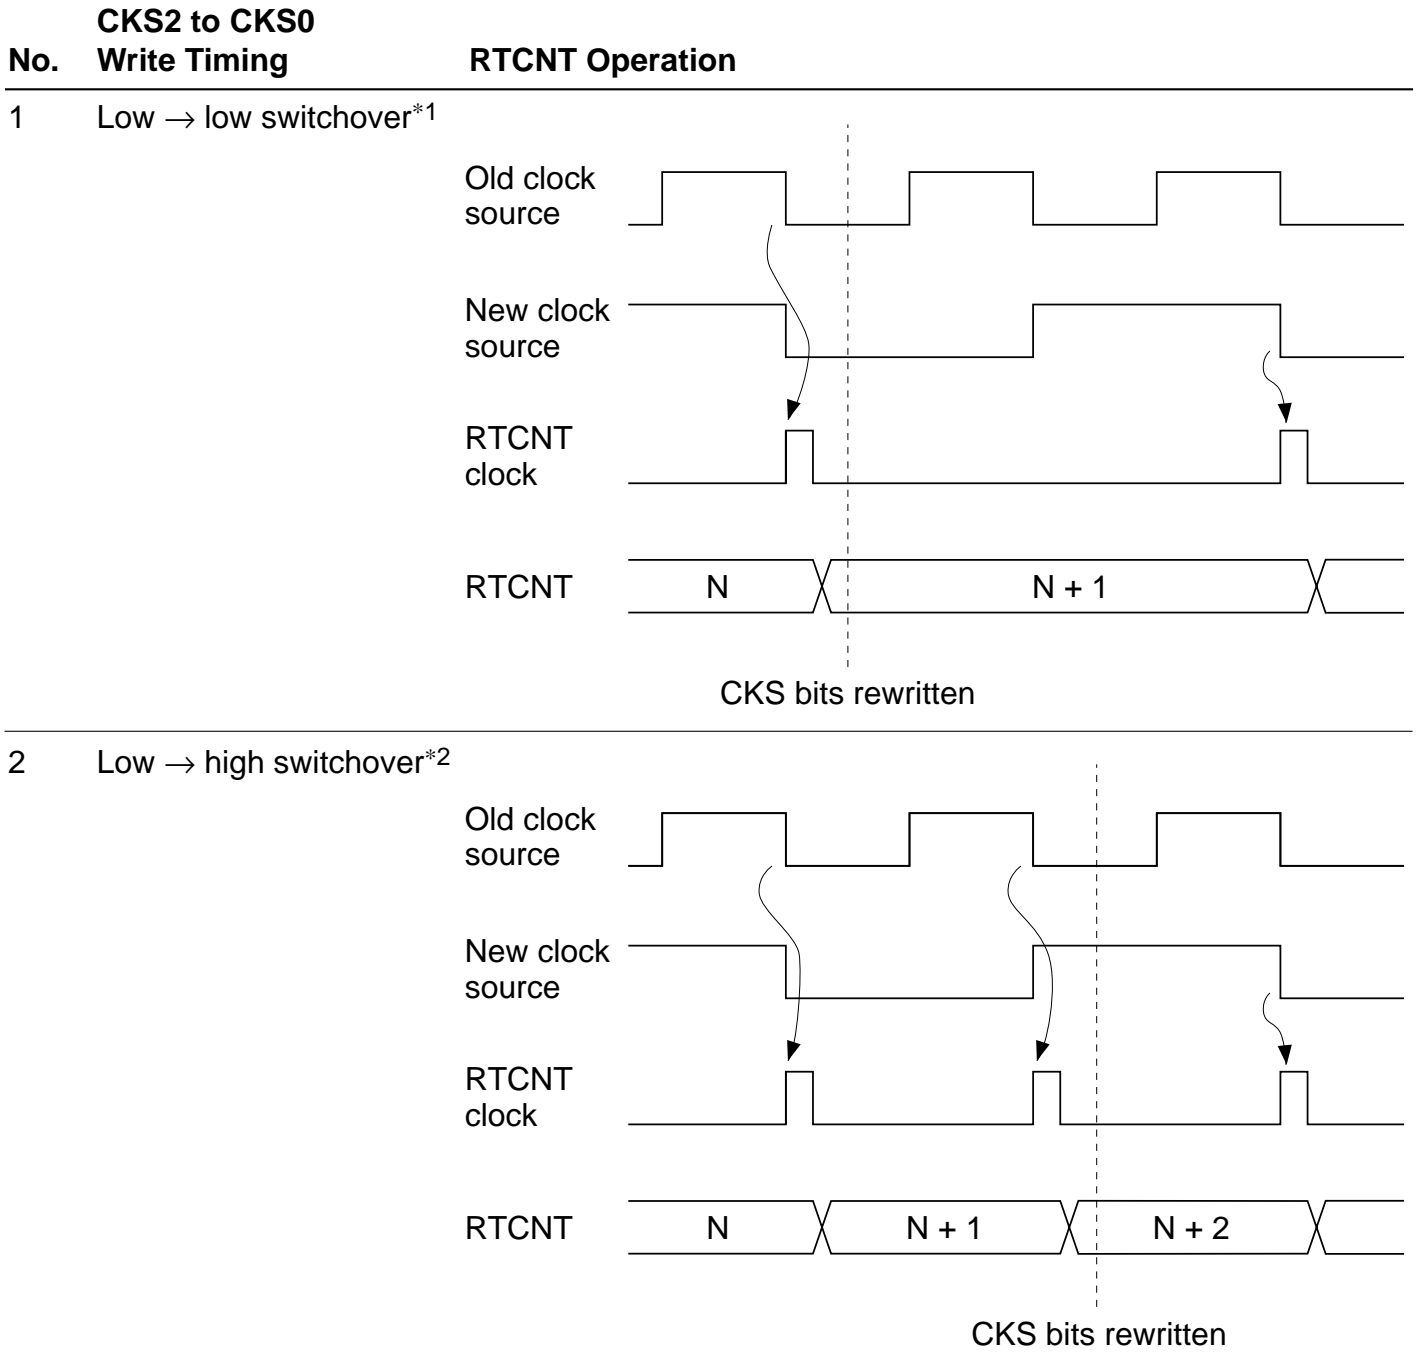 CKS2 to CKS0
No. Write Timing RTCNT Operation
1 Low → low switchover*1
Old clock
source
New clock
source
RTCNT
clock
RTCNT N N + 1
CKS bits rewritten
2 Low → high switchover*2
Old clock
source
New clock
source
RTCNT
clock
RTCNT N N + 1 N + 2
CKS bits rewritten